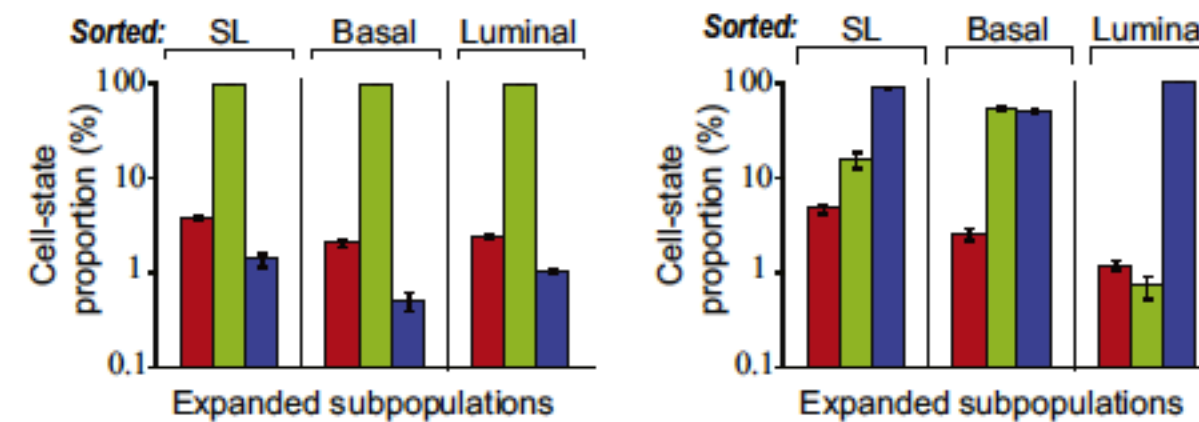 Sorted: SL Basal Luminal
100
10
1
0.1
Cell-state
proportion (%)
Expanded subpopulations
Sorted: SL Basal Lumina
100
10
1
0.1
Cell-state
proportion (%)
Expanded subpopulations